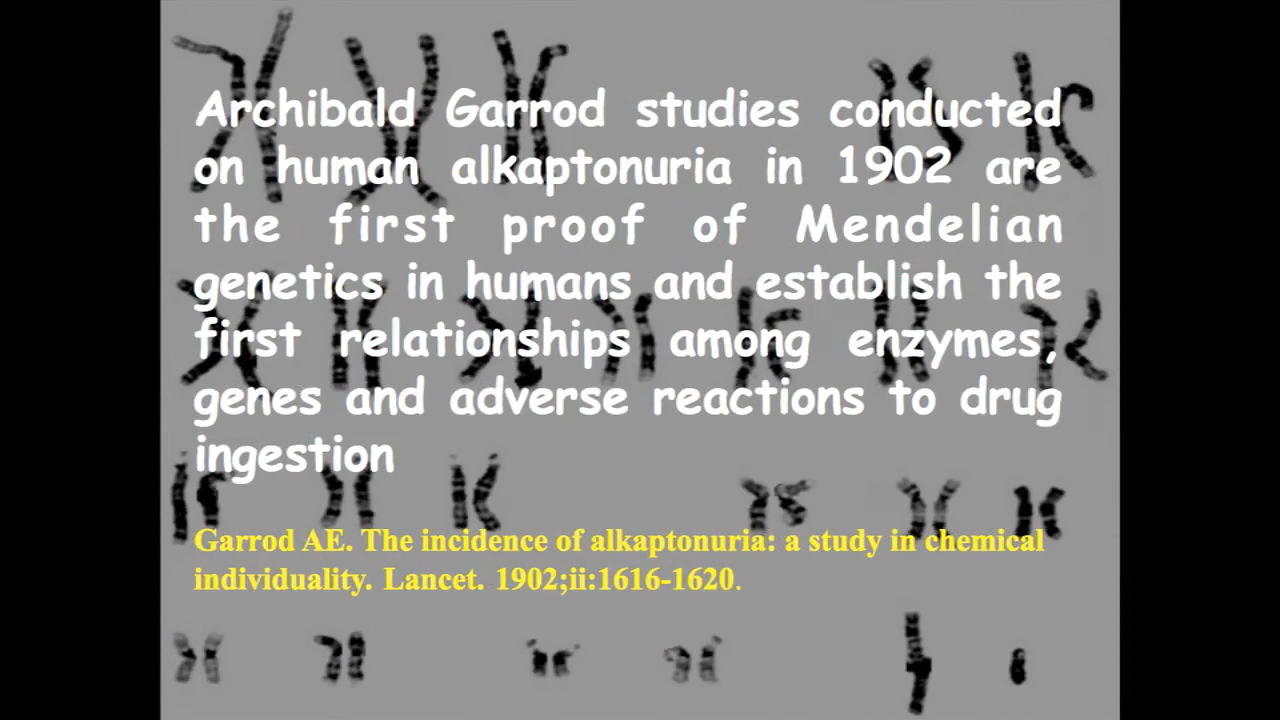 Archibald Garrod studies conducted
on human alkaptonuria in 1902 are
the first proof of Mendelian
genetics in humans and establish the
first relationships among enzymes,
genes and adverse reactions to drug
ingestion
Garrod AE. The incidence of alkaptonuria: a study in chemical
individuality. Lancet. 1902;ii:1616-1620.